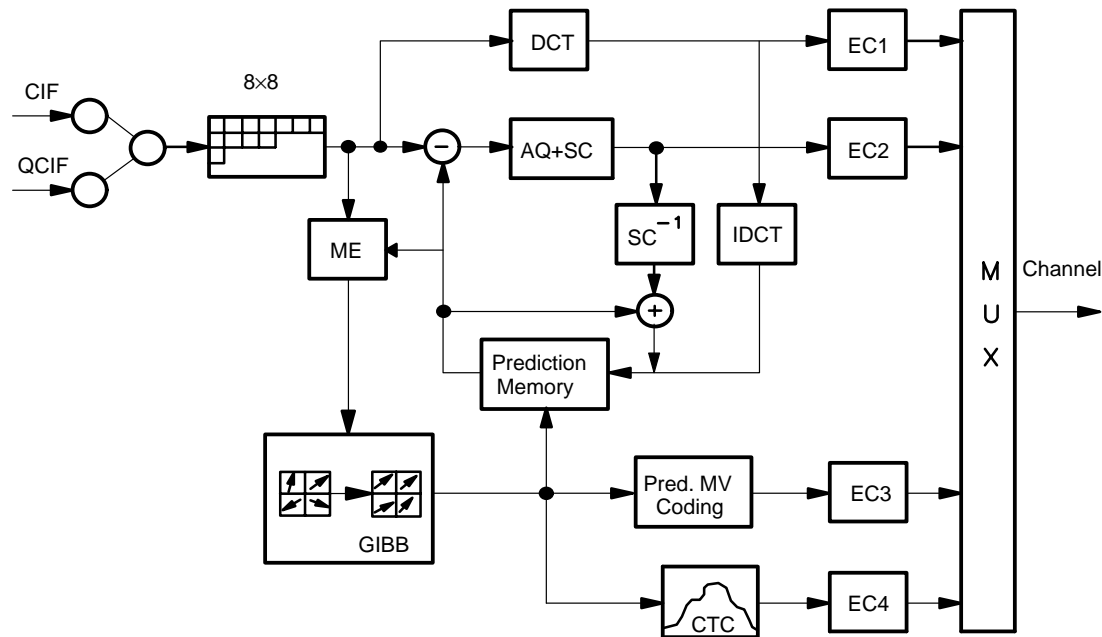 DCT
EC1
CIF
8×8
QCIF
−
AQ+SC
EC2
SC⁻¹
IDCT
ME
M
U
X
Channel
+
Prediction
Memory
Pred. MV
Coding
EC3
GIBB
CTC
EC4